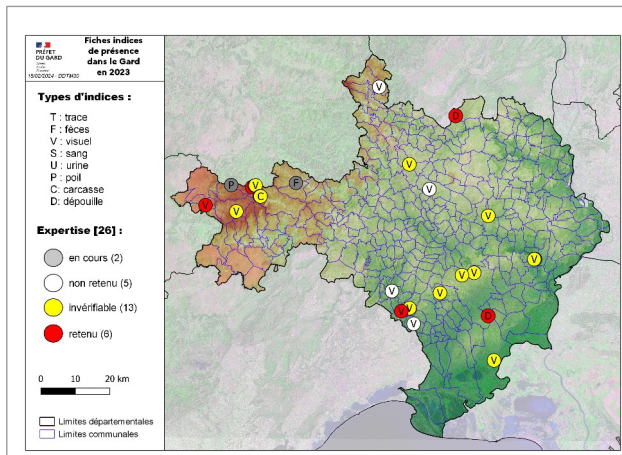 PRÉFET
DU GARD
15/02/2024 - DDTM30
Fiches indices
de présence
dans le Gard
en 2023
Types d'indices :
T : trace
F : fèces
V : visuel
S : sang
U : urine
P : poil
C: carcasse
D: dépouille
Expertise [26] :
en cours (2)
non retenu (5)
invérifiable (13)
retenu (6)
0 10 20 km
Limites départementales
Limites communales
V
D
V
P
V
F
C
V
V
V
V
V
V
V
V
V
V
V
V
D
V
V